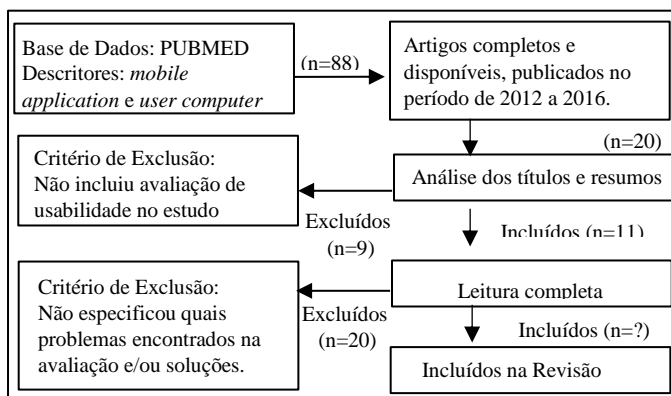 Base de Dados: PUBMED
Descritores: mobile
application e user computer
(n=88)
Artigos completos e
disponíveis, publicados no
período de 2012 a 2016.
(n=20)
Critério de Exclusão:
Não incluiu avaliação de
usabilidade no estudo
Análise dos títulos e resumos
Excluídos
(n=9)
Incluídos (n=11)
Critério de Exclusão:
Não especificou quais
problemas encontrados na
avaliação e/ou soluções.
Excluídos
(n=20)
Leitura completa
Incluídos (n=?)
Incluídos na Revisão